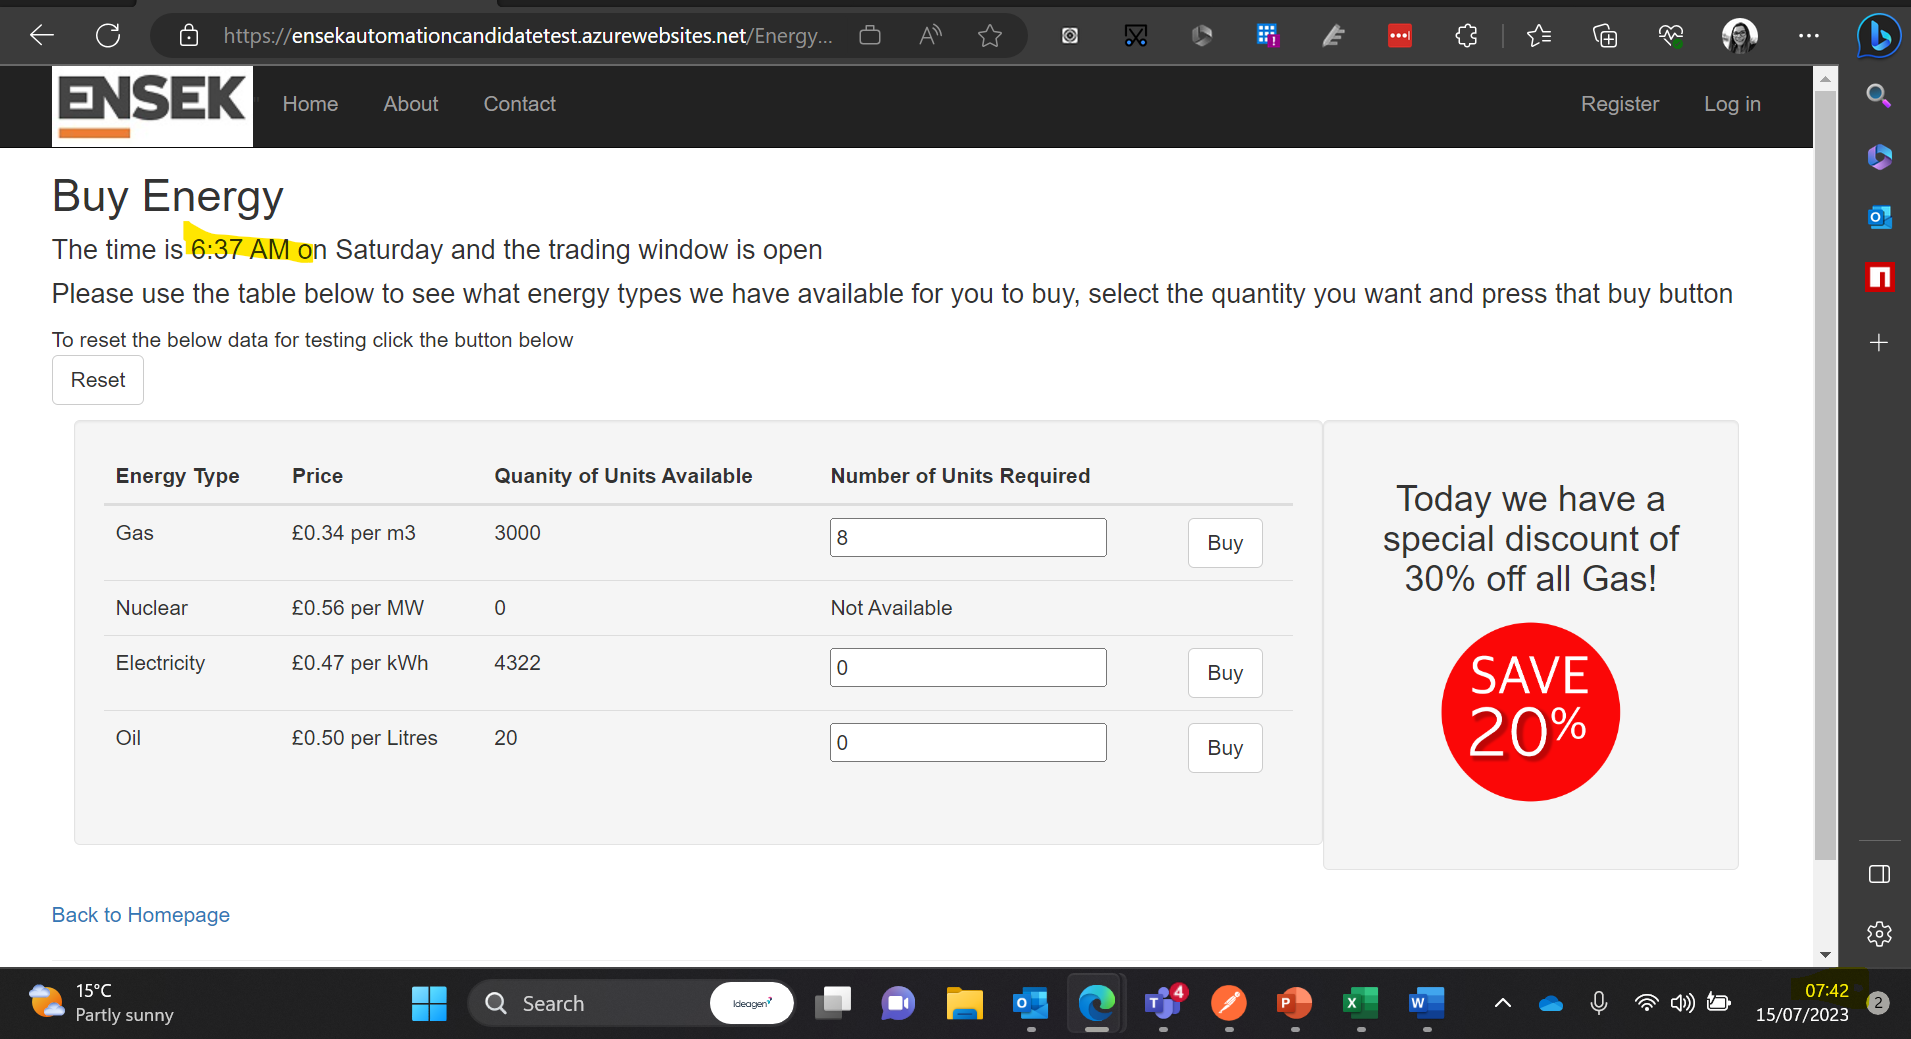 https://ensekautomationcandidatetest.azurewebsites.net/Energy...
ENSEK
Home About Contact Register Log in
Buy Energy
The time is 6:37 AM on Saturday and the trading window is open
Please use the table below to see what energy types we have available for you to buy, select the quantity you want and press that buy button
To reset the below data for testing click the button below
Reset
Energy Type Price Quanity of Units Available Number of Units Required
Gas £0.34 per m3 3000 8 Buy
Nuclear £0.56 per MW 0 Not Available
Electricity £0.47 per kWh 4322 0 Buy
Oil £0.50 per Litres 20 0 Buy
Today we have a
special discount of
30% off all Gas!
SAVE
20%
Back to Homepage
15°C
Partly sunny
Search
Ideagen
4
07:42
15/07/2023
2